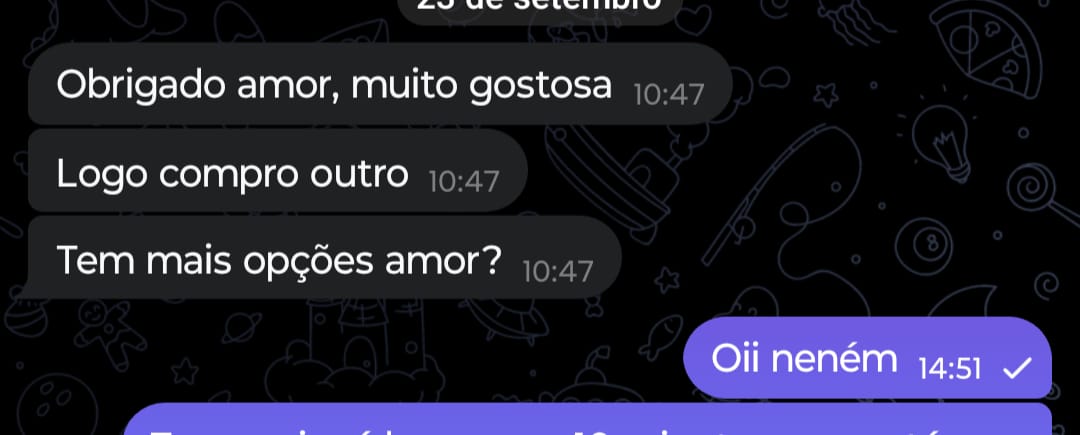 25 de setembro
Obrigado amor, muito gostosa 10:47
Logo compro outro 10:47
Tem mais opções amor? 10:47
Oii neném 14:51